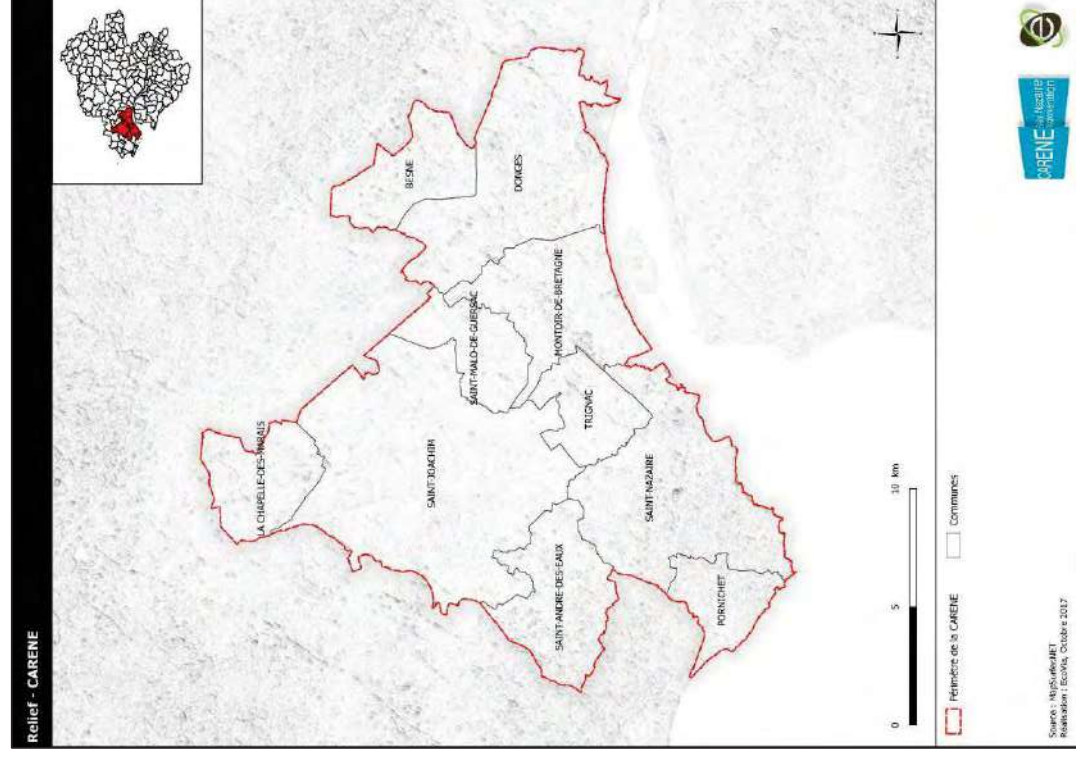 Relief - CARENE
LA CHAPELLE-DES-MARAIS
BESNE
DONGES
SAINT-JOACHIM
SAINT-MALO-DE-GUERSAC
MONTOIR-DE-BRETAGNE
TRIGNAC
SAINT-ANDRE-DES-EAUX
SAINT-NAZAIRE
PORNICHET
0 5 10 km
Périmètre de la CARENE
Communes
Source : MapSurferNET
Réalisation : EcoVia, Octobre 2017
CARENE
e